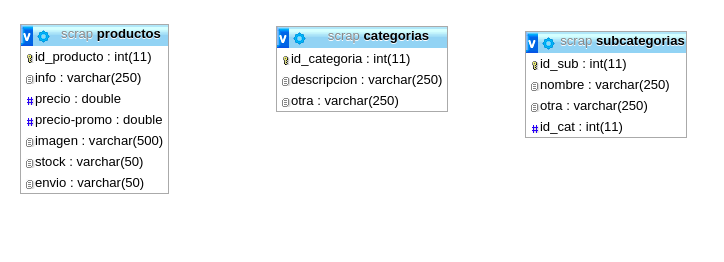 v scrap productos
id_producto : int(11)
info : varchar(250)
# precio : double
# precio-promo : double
imagen : varchar(500)
stock : varchar(50)
envio : varchar(50)
v scrap categorias
id_categoria : int(11)
descripcion : varchar(250)
otra : varchar(250)
v scrap subcategorias
id_sub : int(11)
nombre : varchar(250)
otra : varchar(250)
# id_cat : int(11)